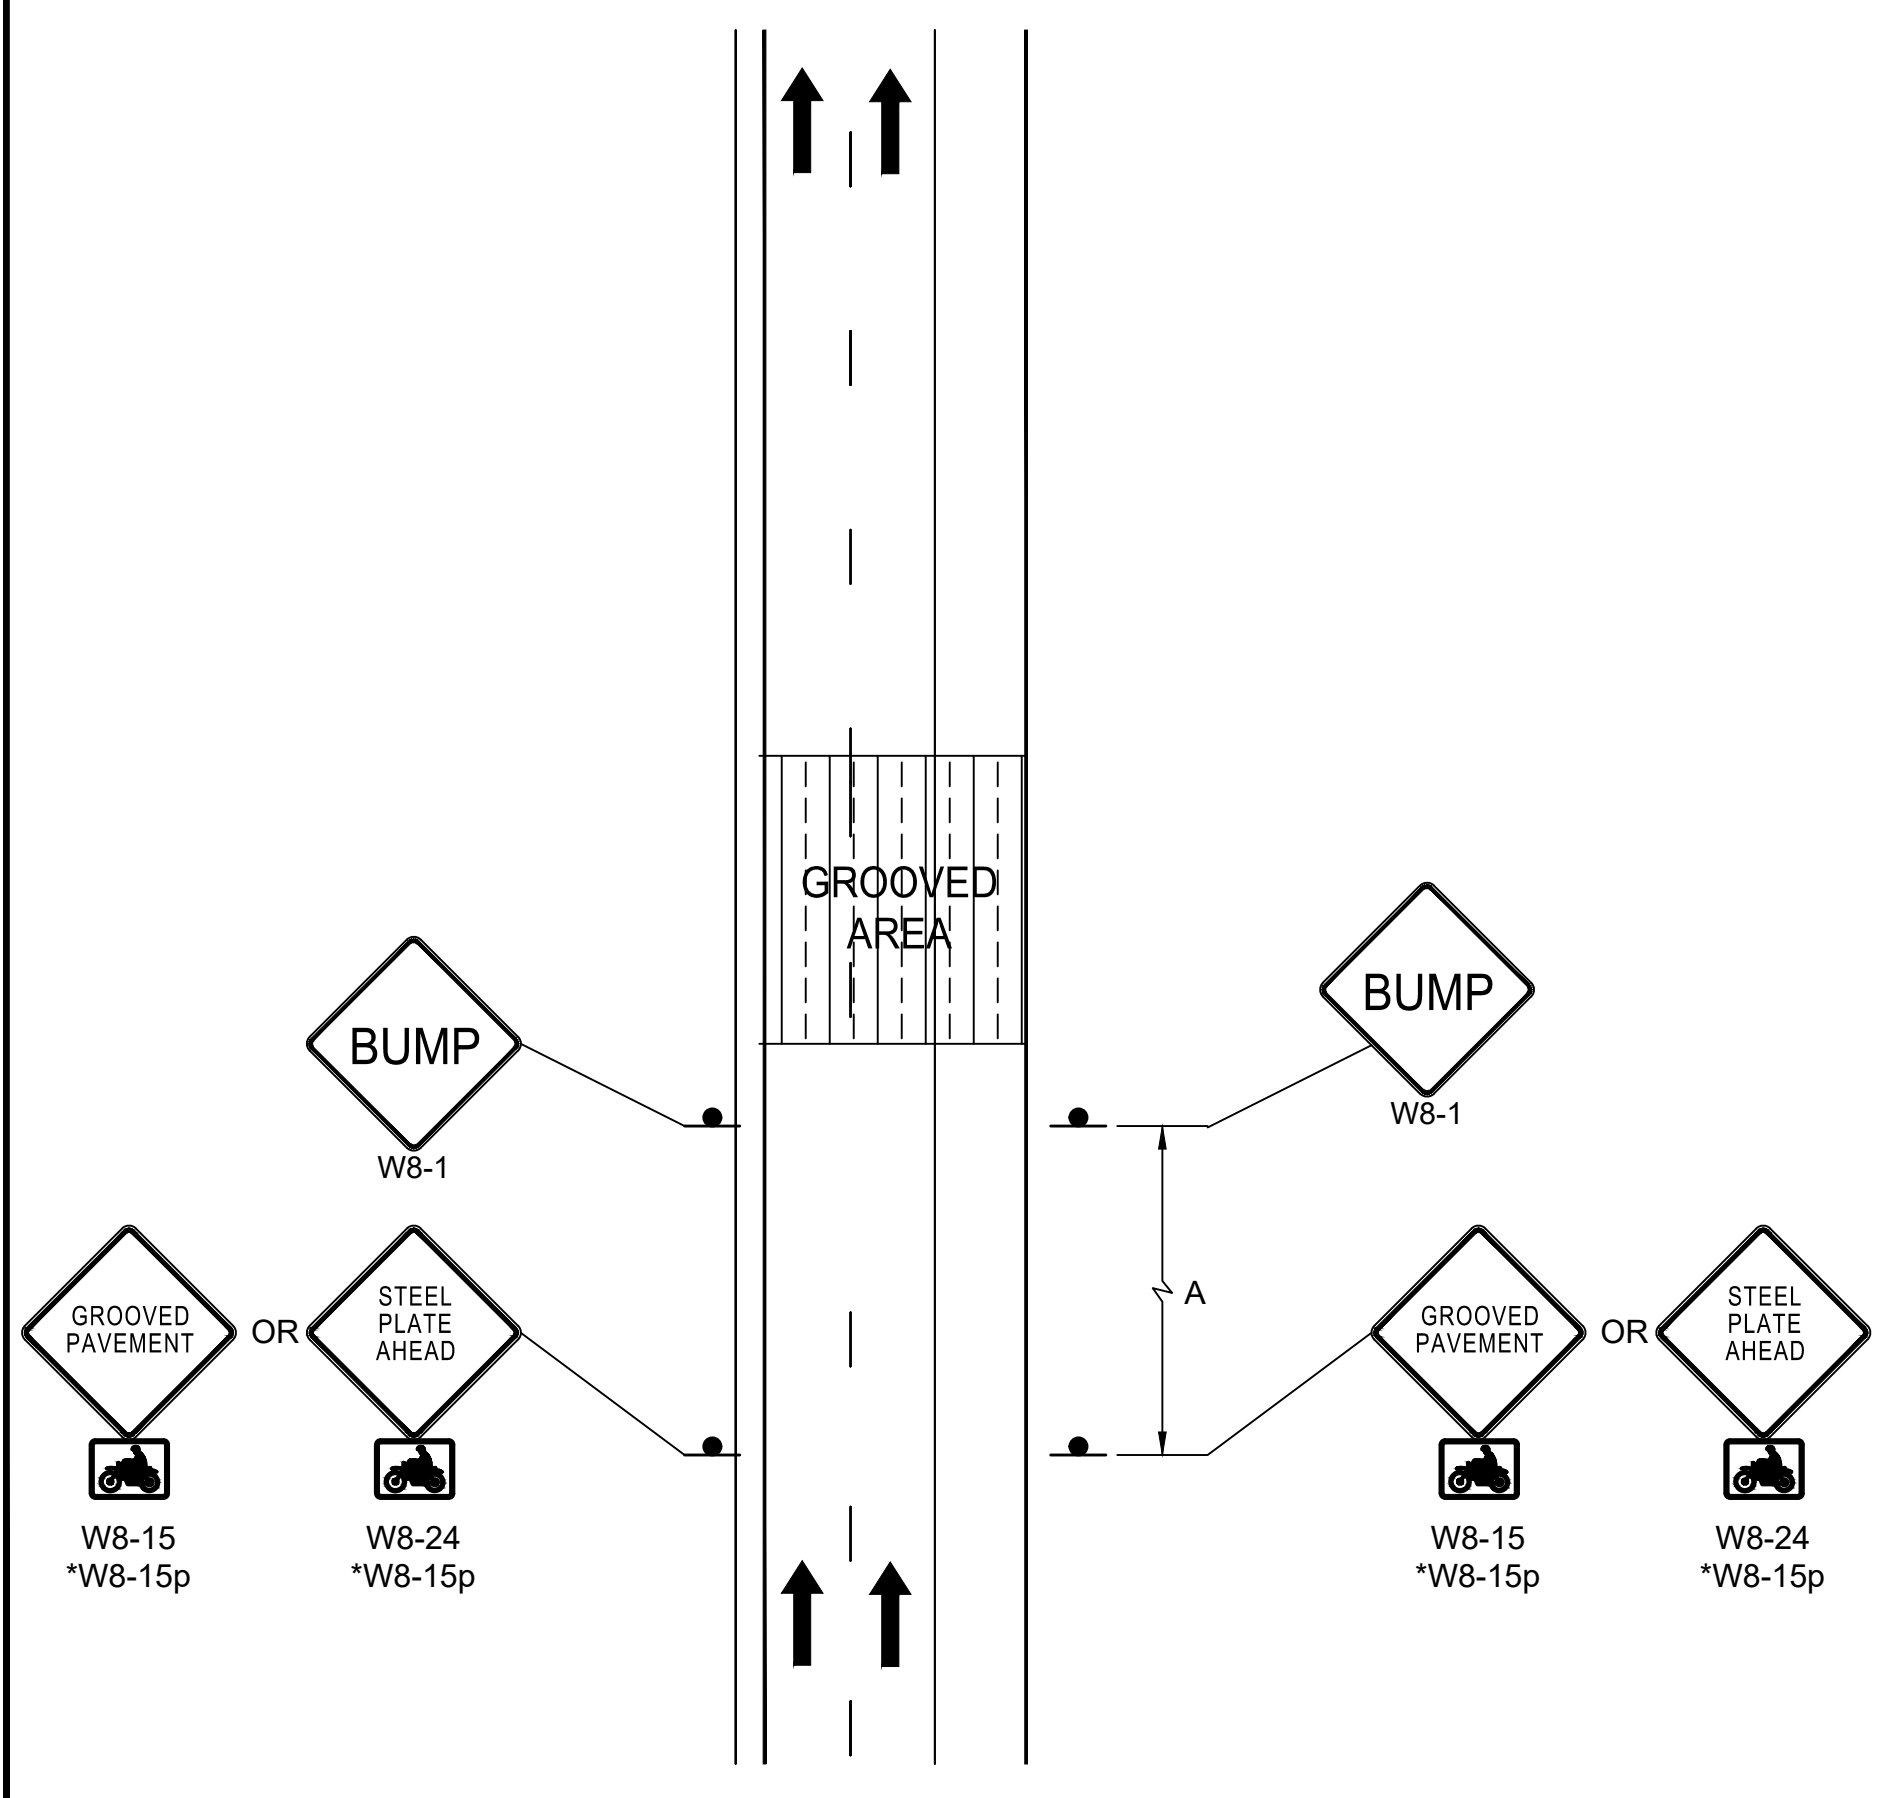 GROOVED
AREA
BUMP
W8-1
BUMP
W8-1
A
GROOVED
PAVEMENT
OR
STEEL
PLATE
AHEAD
W8-15
*W8-15p
W8-24
*W8-15p
GROOVED
PAVEMENT
OR
STEEL
PLATE
AHEAD
W8-15
*W8-15p
W8-24
*W8-15p